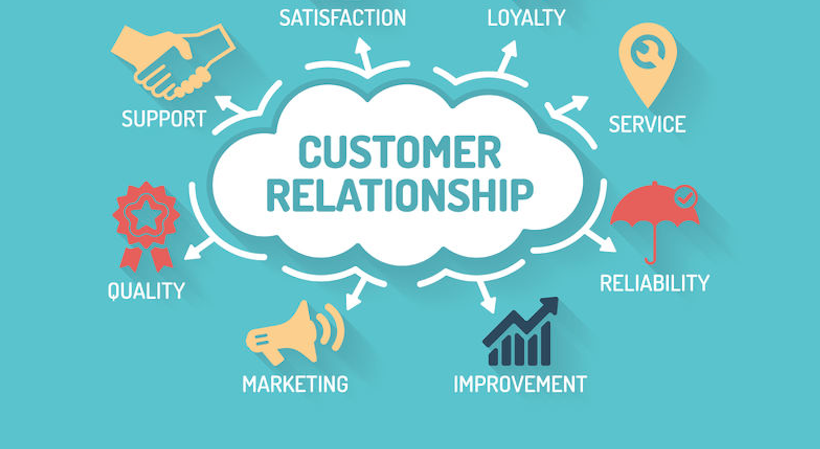 SATISFACTION
LOYALTY
SUPPORT
SERVICE
CUSTOMER
RELATIONSHIP
QUALITY
RELIABILITY
MARKETING
IMPROVEMENT